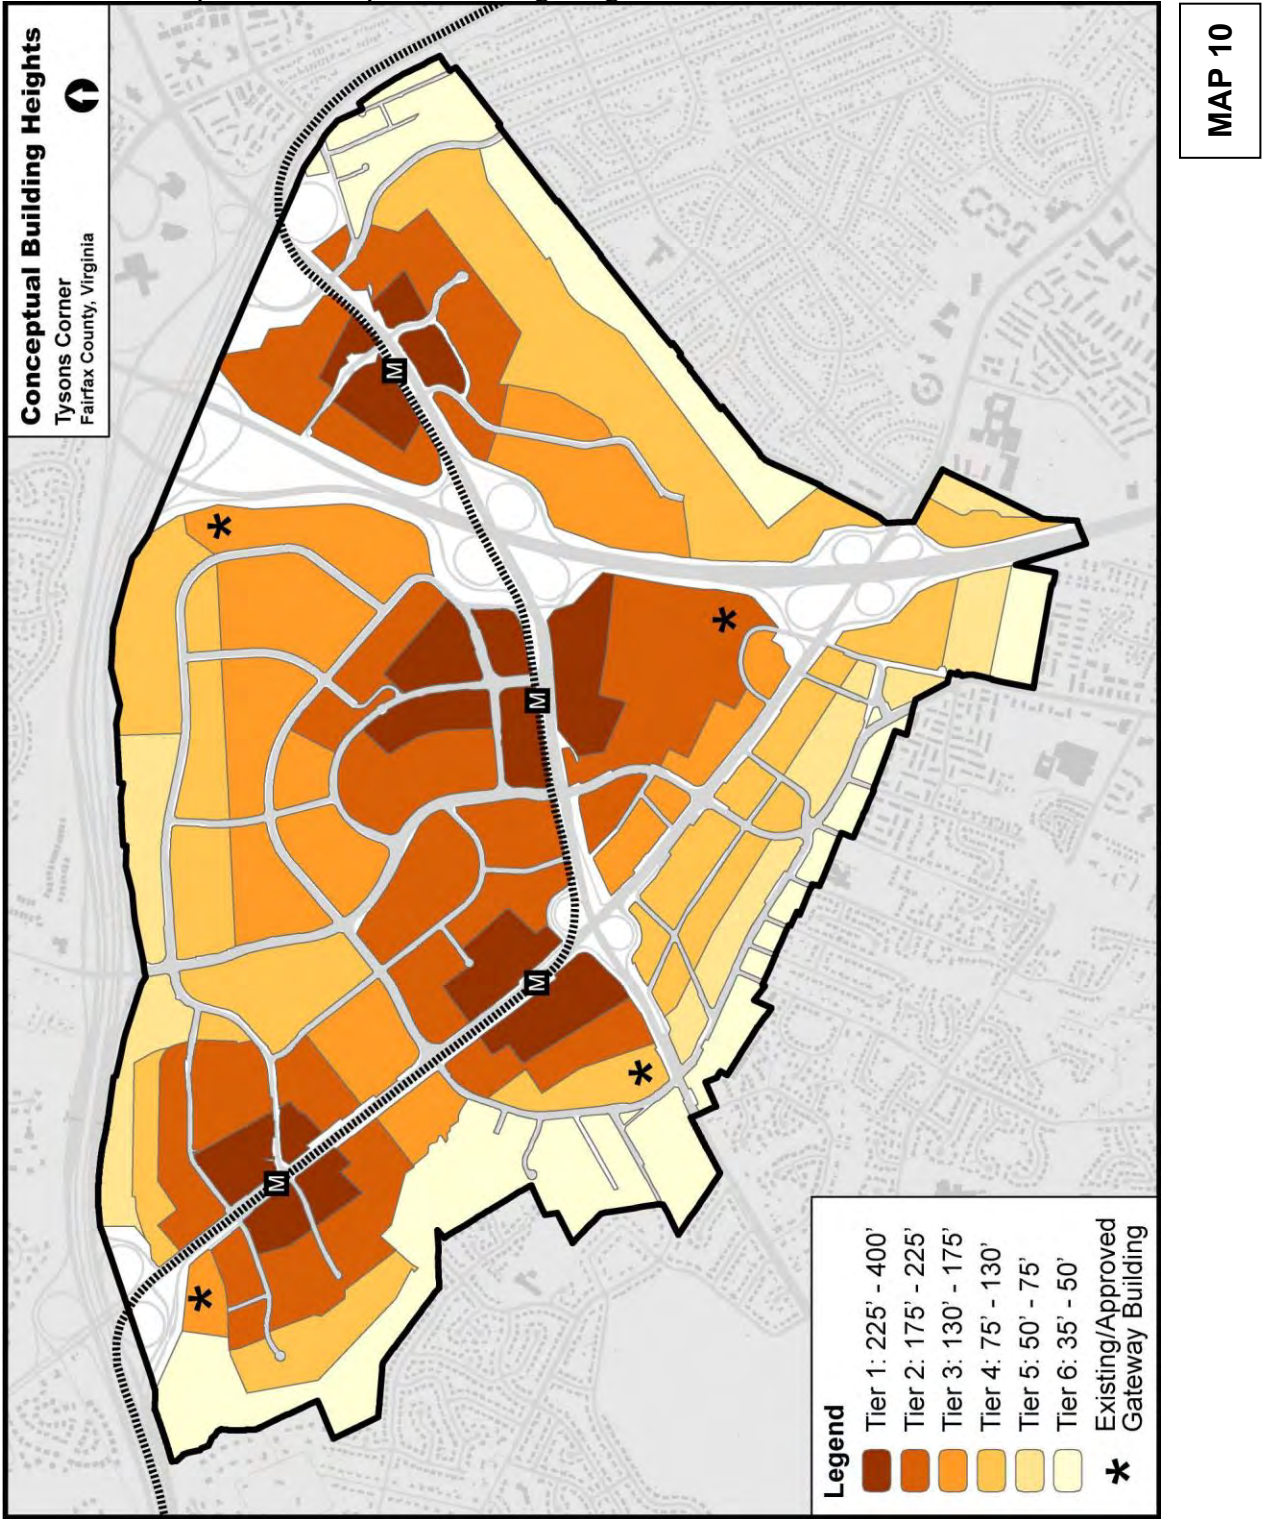 Conceptual Building Heights
Tysons Corner
Fairfax County, Virginia
MAP 10
M
M
M
M
Legend
Tier 1: 225' - 400'
Tier 2: 175' - 225'
Tier 3: 130' - 175'
Tier 4: 75' - 130'
Tier 5: 50' - 75'
Tier 6: 35' - 50'
* Existing/Approved
Gateway Building